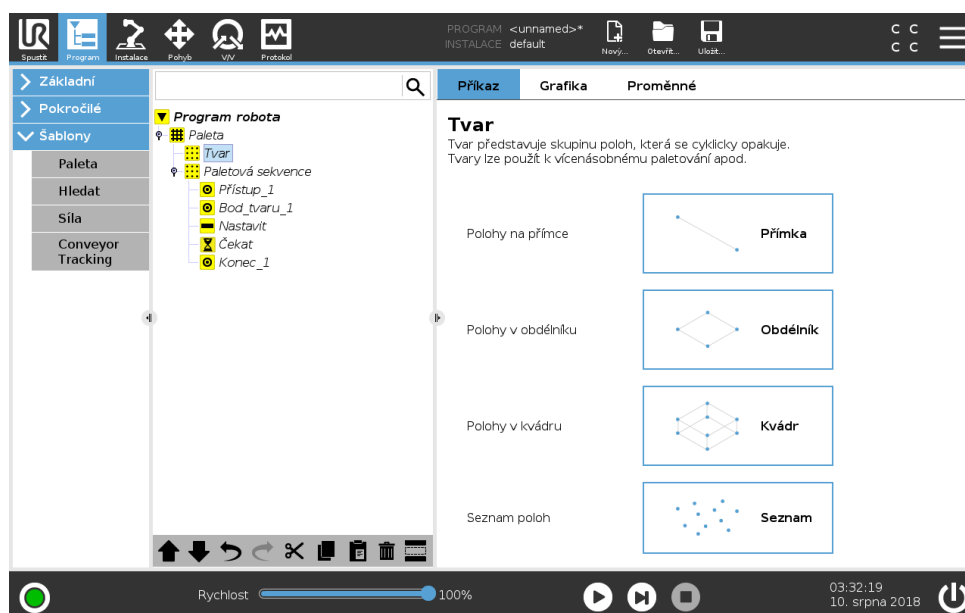 UR
Spustit
Program
Instalace
Pohyb
V/V
Protokol
PROGRAM <unnamed>*
INSTALACE default
Nový...
Otevřít...
Uložit...
C C
C C
Základní
Pokročilé
Šablony
Paleta
Hledat
Síla
Conveyor
Tracking
Program robota
Paleta
Tvar
Paletová sekvence
Přístup_1
Bod_tvaru_1
Nastavit
Čekat
Konec_1
Příkaz
Grafika
Proměnné
Tvar
Tvar představuje skupinu poloh, která se cyklicky opakuje.
Tvary lze použít k vícenásobnému paletování apod.
Polohy na přímce
Přímka
Polohy v obdélníku
Obdélník
Polohy v kvádru
Kvádr
Seznam poloh
Seznam
Rychlost
100%
03:32:19
10. srpna 2018